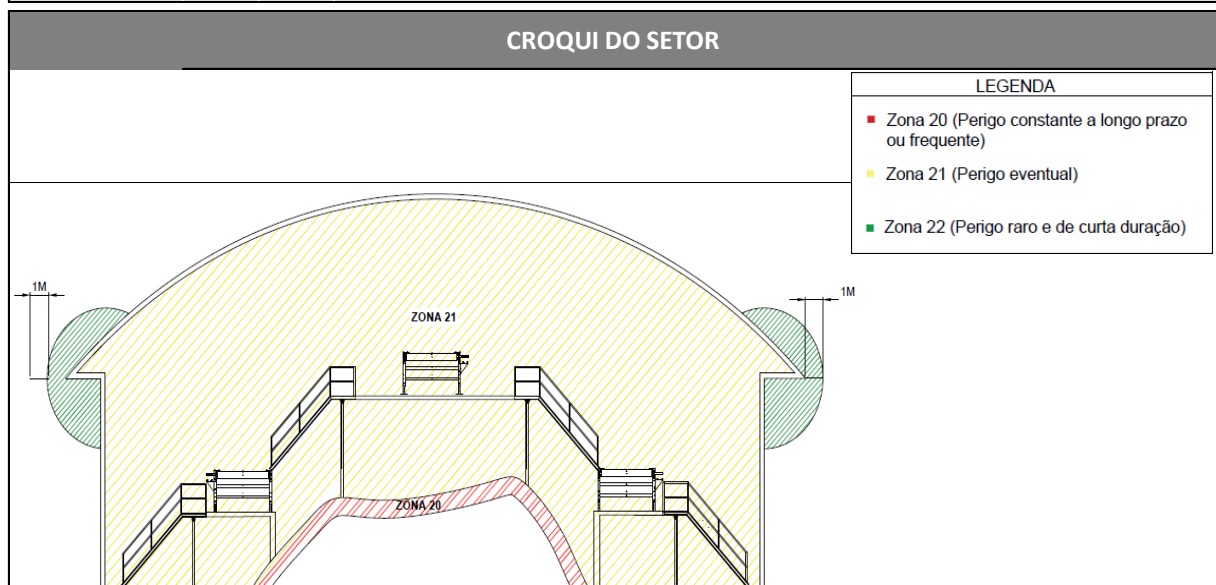 CROQUI DO SETOR
LEGENDA
Zona 20 (Perigo constante a longo prazo
ou frequente)
Zona 21 (Perigo eventual)
Zona 22 (Perigo raro e de curta duração)
1M
1M
ZONA 21
ZONA 20